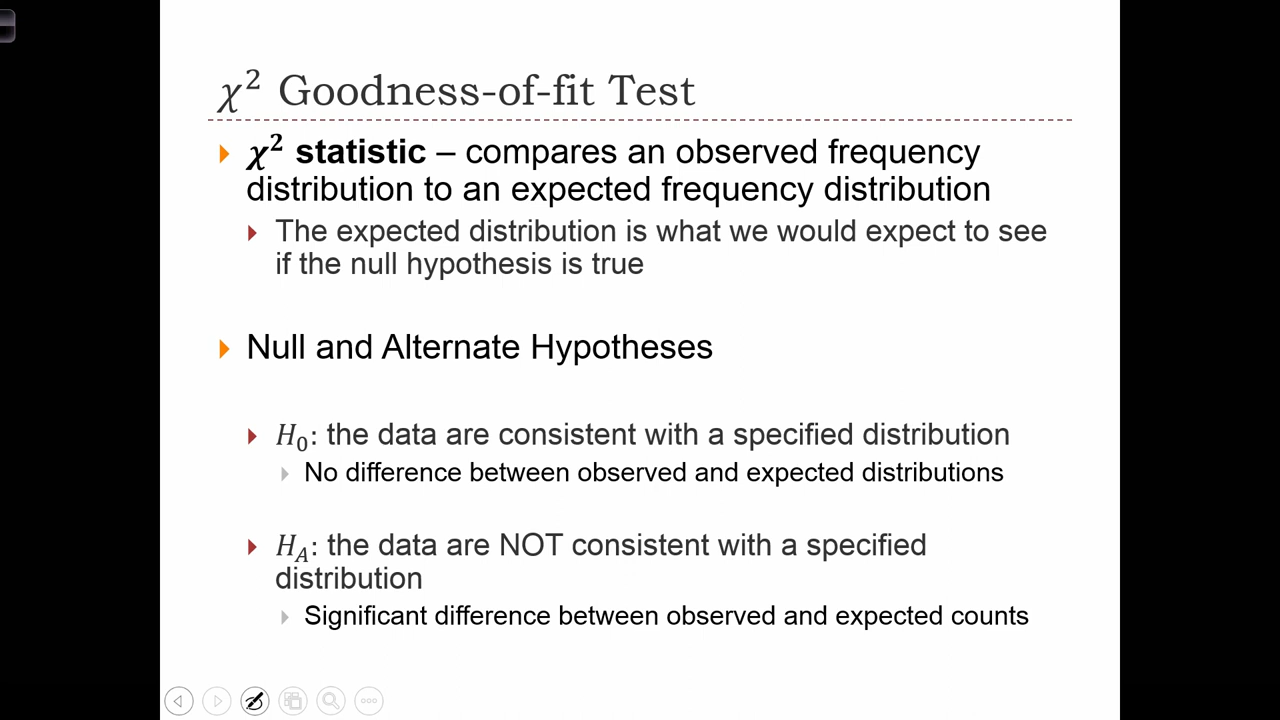 χ² Goodness-of-fit Test
χ² statistic – compares an observed frequency
distribution to an expected frequency distribution
The expected distribution is what we would expect to see
if the null hypothesis is true
Null and Alternate Hypotheses
H₀: the data are consistent with a specified distribution
No difference between observed and expected distributions
H_A: the data are NOT consistent with a specified
distribution
Significant difference between observed and expected counts